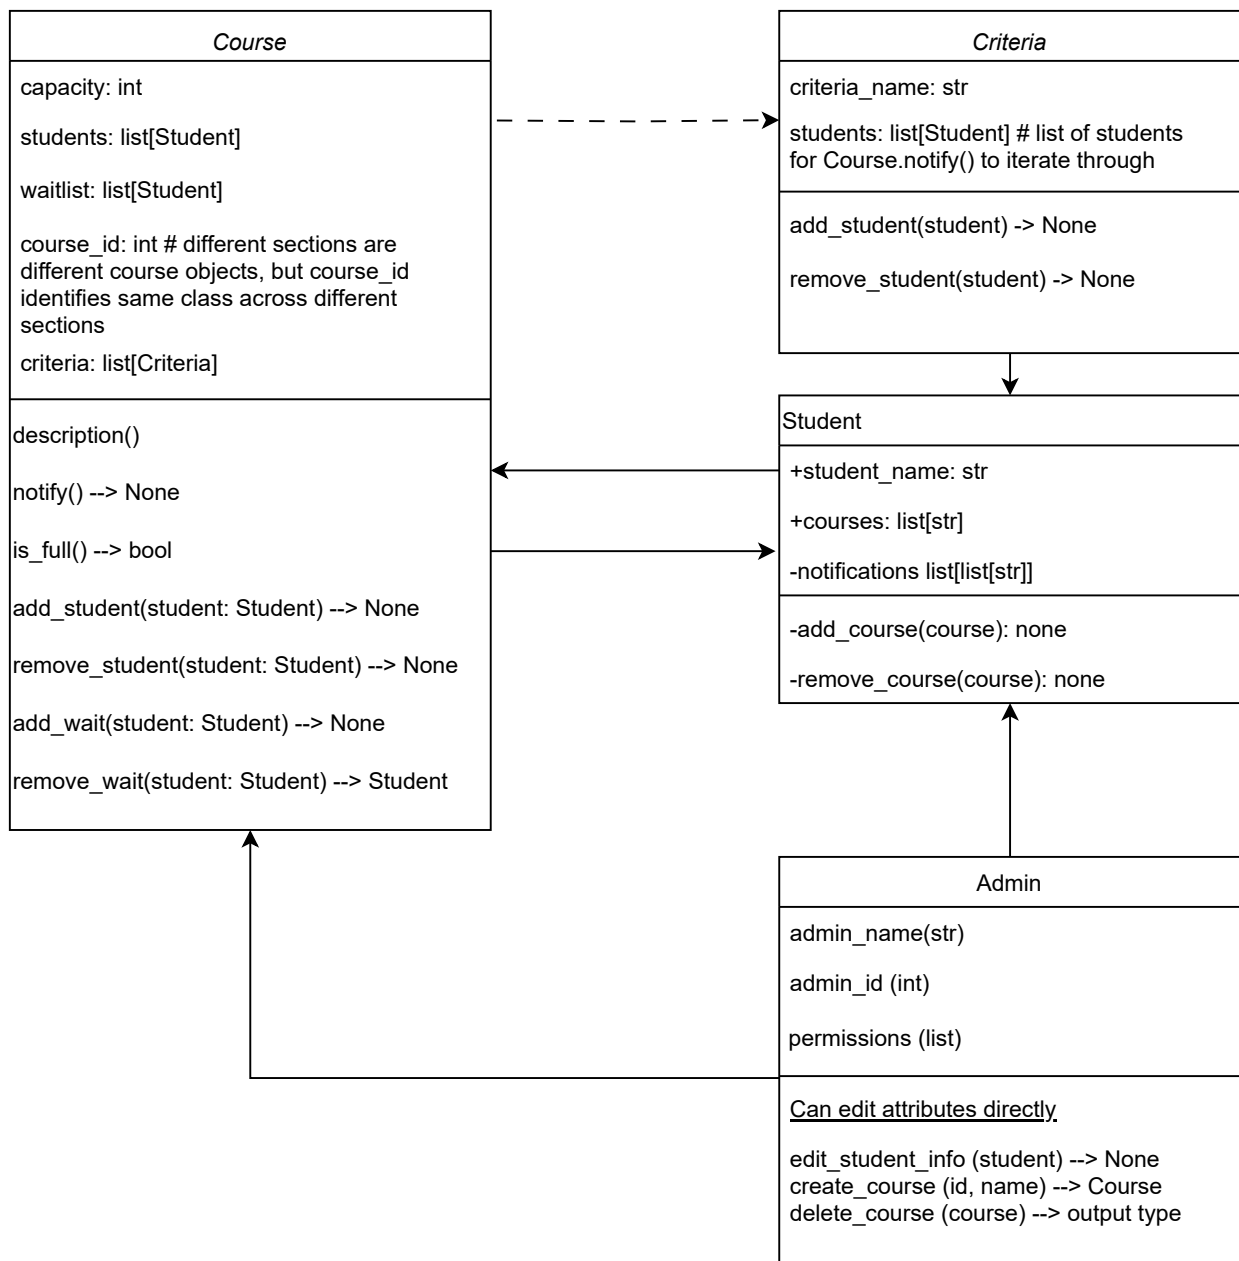 Course
capacity: int
students: list[Student]
waitlist: list[Student]
course_id: int # different sections are
different course objects, but course_id
identifies same class across different
sections
criteria: list[Criteria]
description()
notify() --> None
is_full() --> bool
add_student(student: Student) --> None
remove_student(student: Student) --> None
add_wait(student: Student) --> None
remove_wait(student: Student) --> Student
Criteria
criteria_name: str
students: list[Student] # list of students
for Course.notify() to iterate through
add_student(student) -> None
remove_student(student) -> None
Student
+student_name: str
+courses: list[str]
-notifications list[list[str]]
-add_course(course): none
-remove_course(course): none
Admin
admin_name(str)
admin_id (int)
permissions (list)
Can edit attributes directly
edit_student_info (student) --> None
create_course (id, name) --> Course
delete_course (course) --> output type